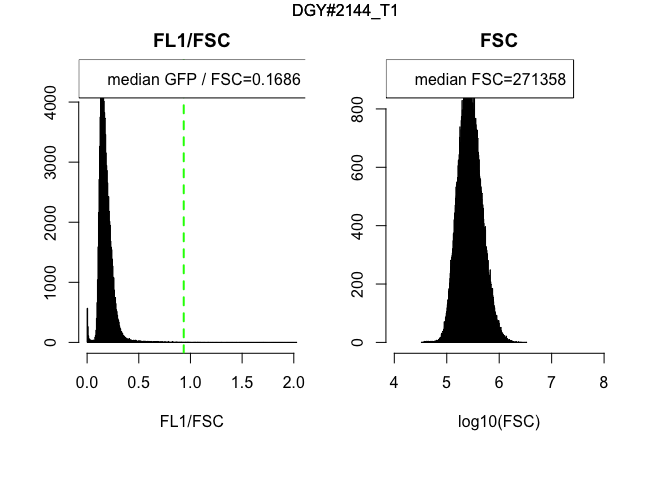 DGY#2144_T1
FL1/FSC
median GFP / FSC=0.1686
4000
3000
2000
1000
0
0.0 0.5 1.0 1.5 2.0
FL1/FSC
FSC
median FSC=271358
800
600
400
200
0
4 5 6 7 8
log10(FSC)